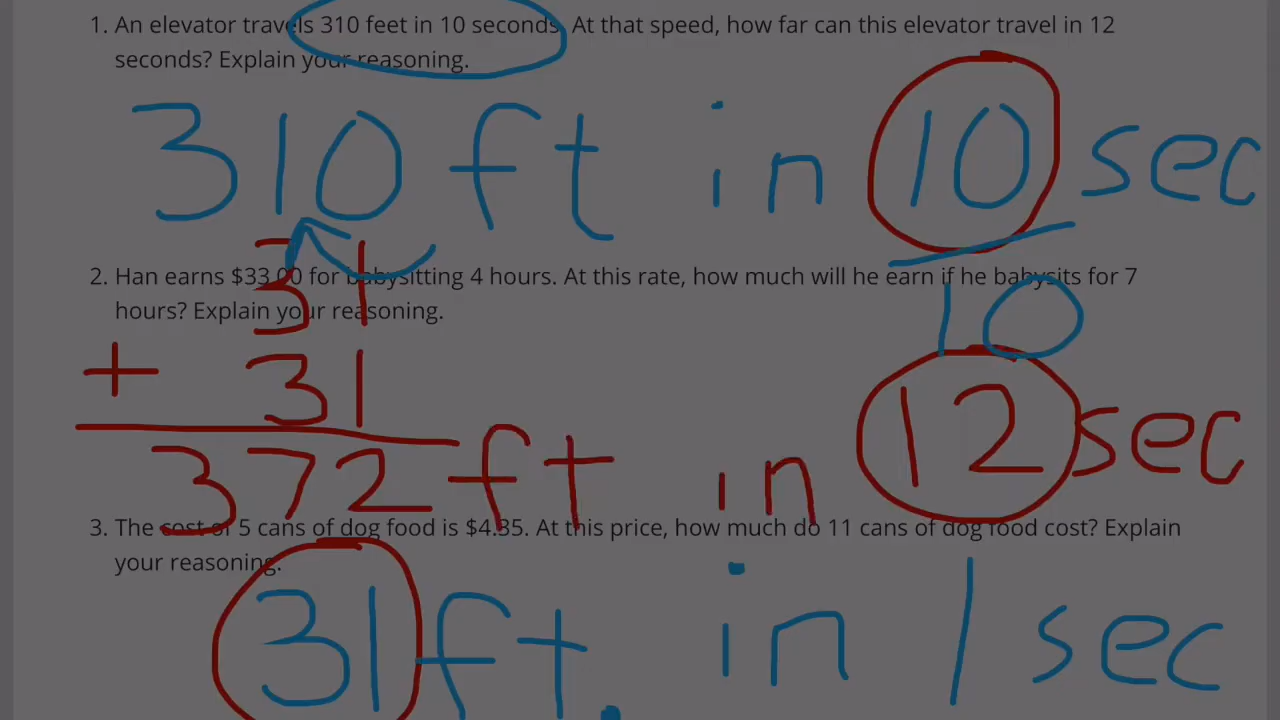 1. An elevator travels 310 feet in 10 seconds. At that speed, how far can this elevator travel in 12
seconds? Explain your reasoning.
310 ft in 10 sec
31
2. Han earns $33.00 for babysitting 4 hours. At this rate, how much will he earn if he babysits for 7
hours? Explain your reasoning.
10
+ 31
12 sec
372 ft in
3. The cost of 5 cans of dog food is $4.35. At this price, how much do 11 cans of dog food cost? Explain
your reasoning.
31 ft. in 1 sec